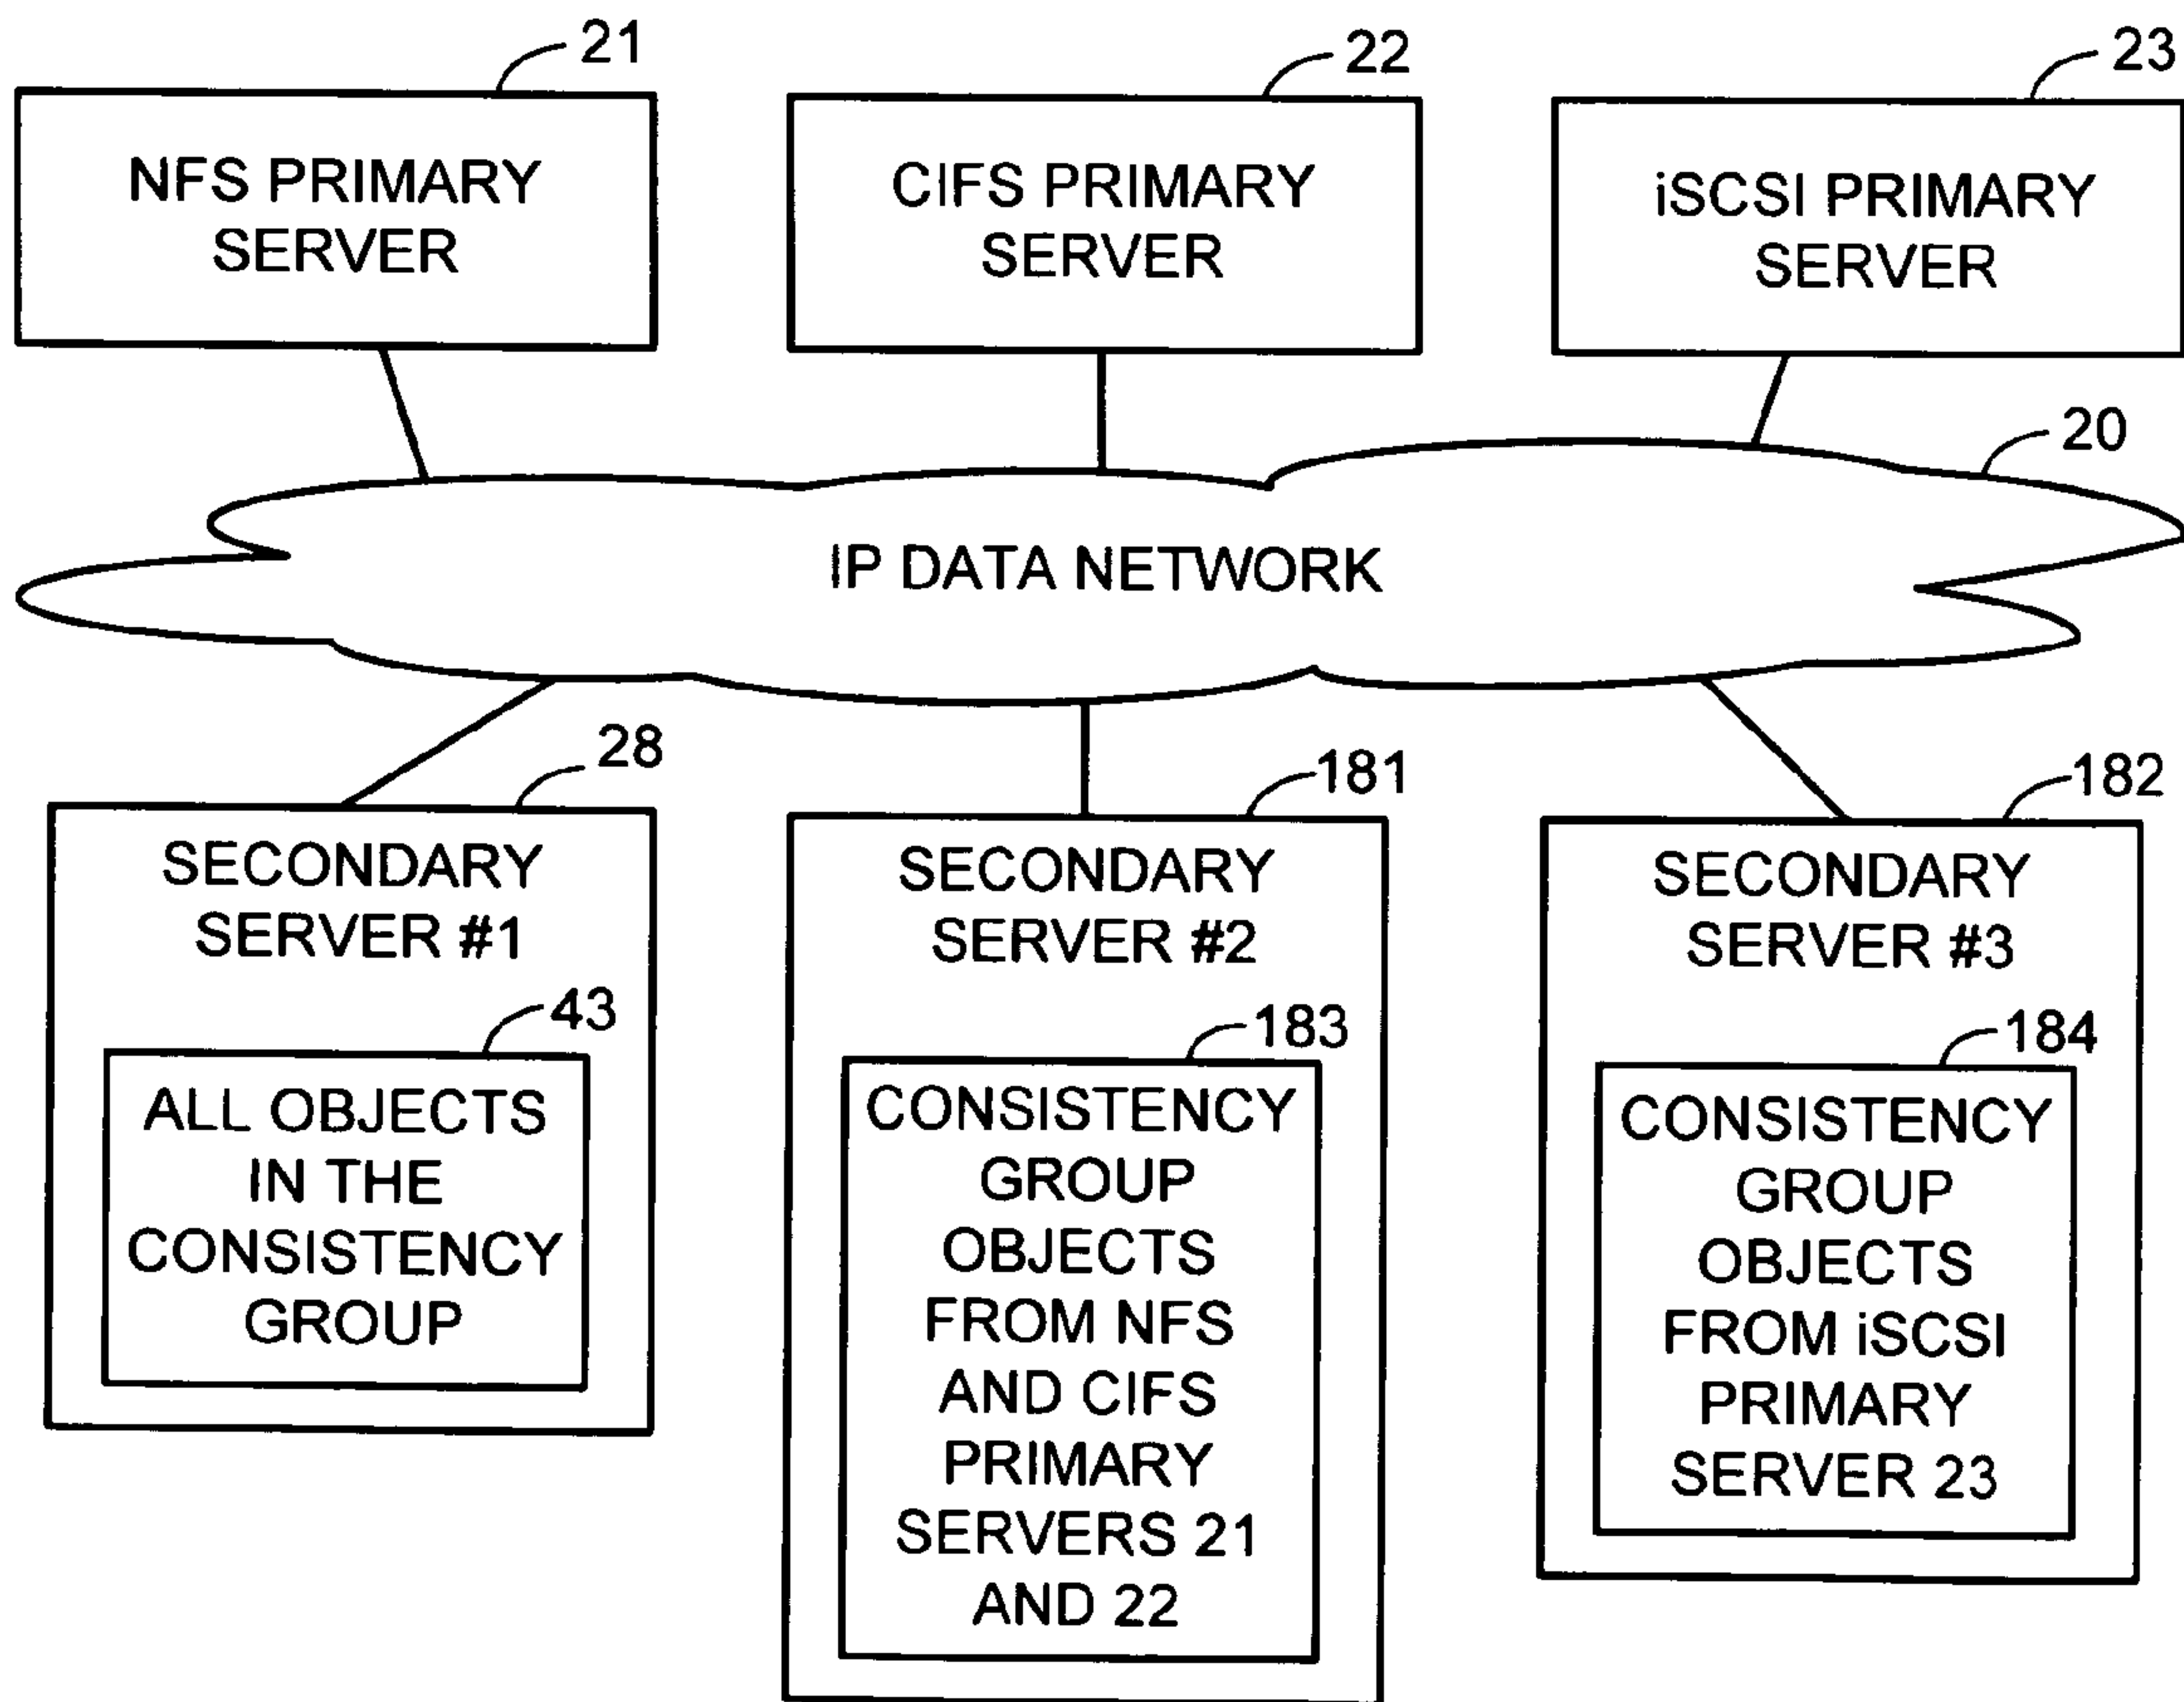 21
22
23
NFS PRIMARY
SERVER
CIFS PRIMARY
SERVER
iSCSI PRIMARY
SERVER
20
IP DATA NETWORK
28
181
182
SECONDARY
SERVER #1
43
ALL OBJECTS
IN THE
CONSISTENCY
GROUP
SECONDARY
SERVER #2
183
CONSISTENCY
GROUP
OBJECTS
FROM NFS
AND CIFS
PRIMARY
SERVERS 21
AND 22
SECONDARY
SERVER #3
184
CONSISTENCY
GROUP
OBJECTS
FROM iSCSI
PRIMARY
SERVER 23